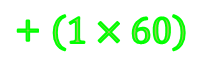 + (1 × 60)